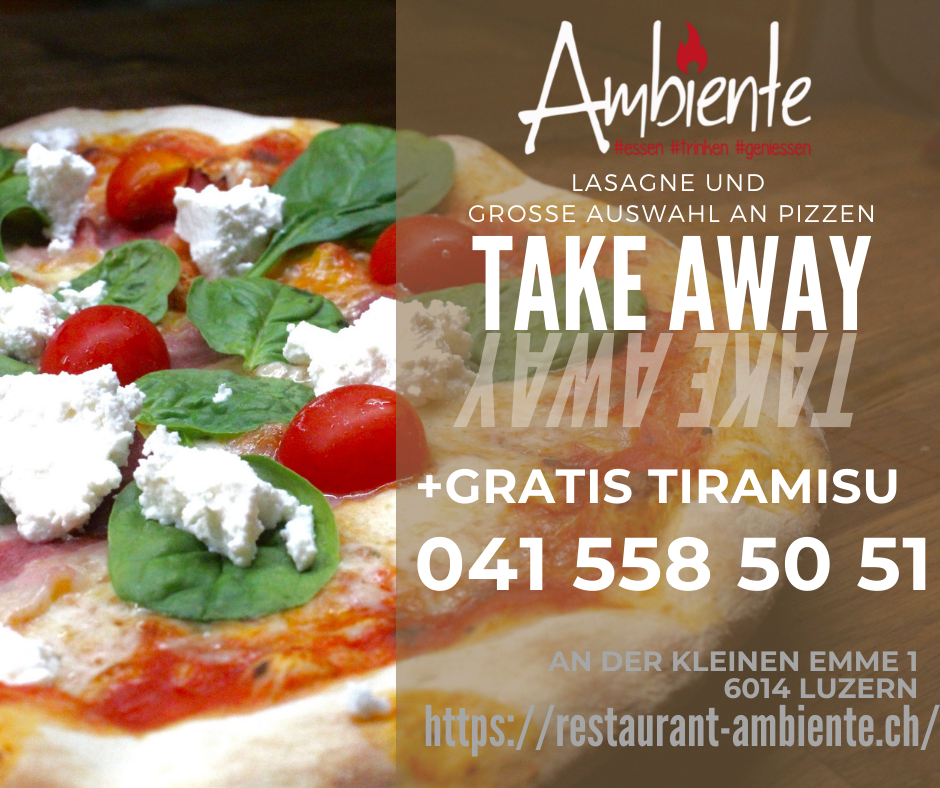 Ambiente
#essen #trinken #geniessen
LASAGNE UND
GROSSE AUSWAHL AN PIZZEN
TAKE AWAY
TAKE AWAY
+GRATIS TIRAMISU
041 558 50 51
AN DER KLEINEN EMME 1
6014 LUZERN
https://restaurant-ambiente.ch/